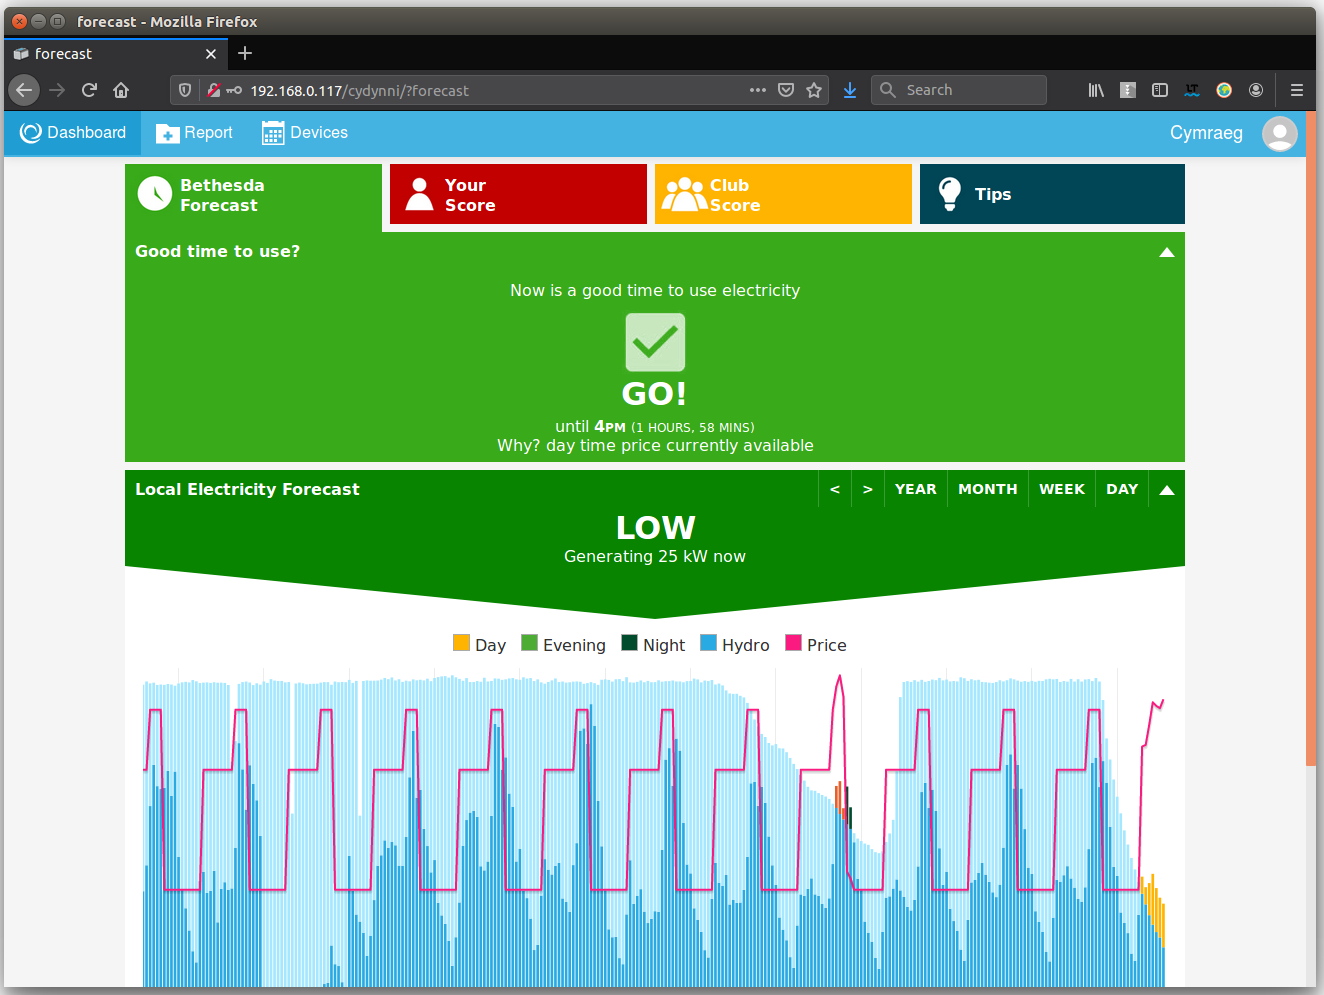 forecast - Mozilla Firefox
forecast
192.168.0.117/cydynni/?forecast
Search
Dashboard
Report
Devices
Cymraeg
Bethesda
Forecast
Your
Score
Club
Score
Tips
Good time to use?
Now is a good time to use electricity
GO!
until 4PM (1 HOURS, 58 MINS)
Why? day time price currently available
Local Electricity Forecast
< > YEAR MONTH WEEK DAY
LOW
Generating 25 kW now
Day Evening Night Hydro Price